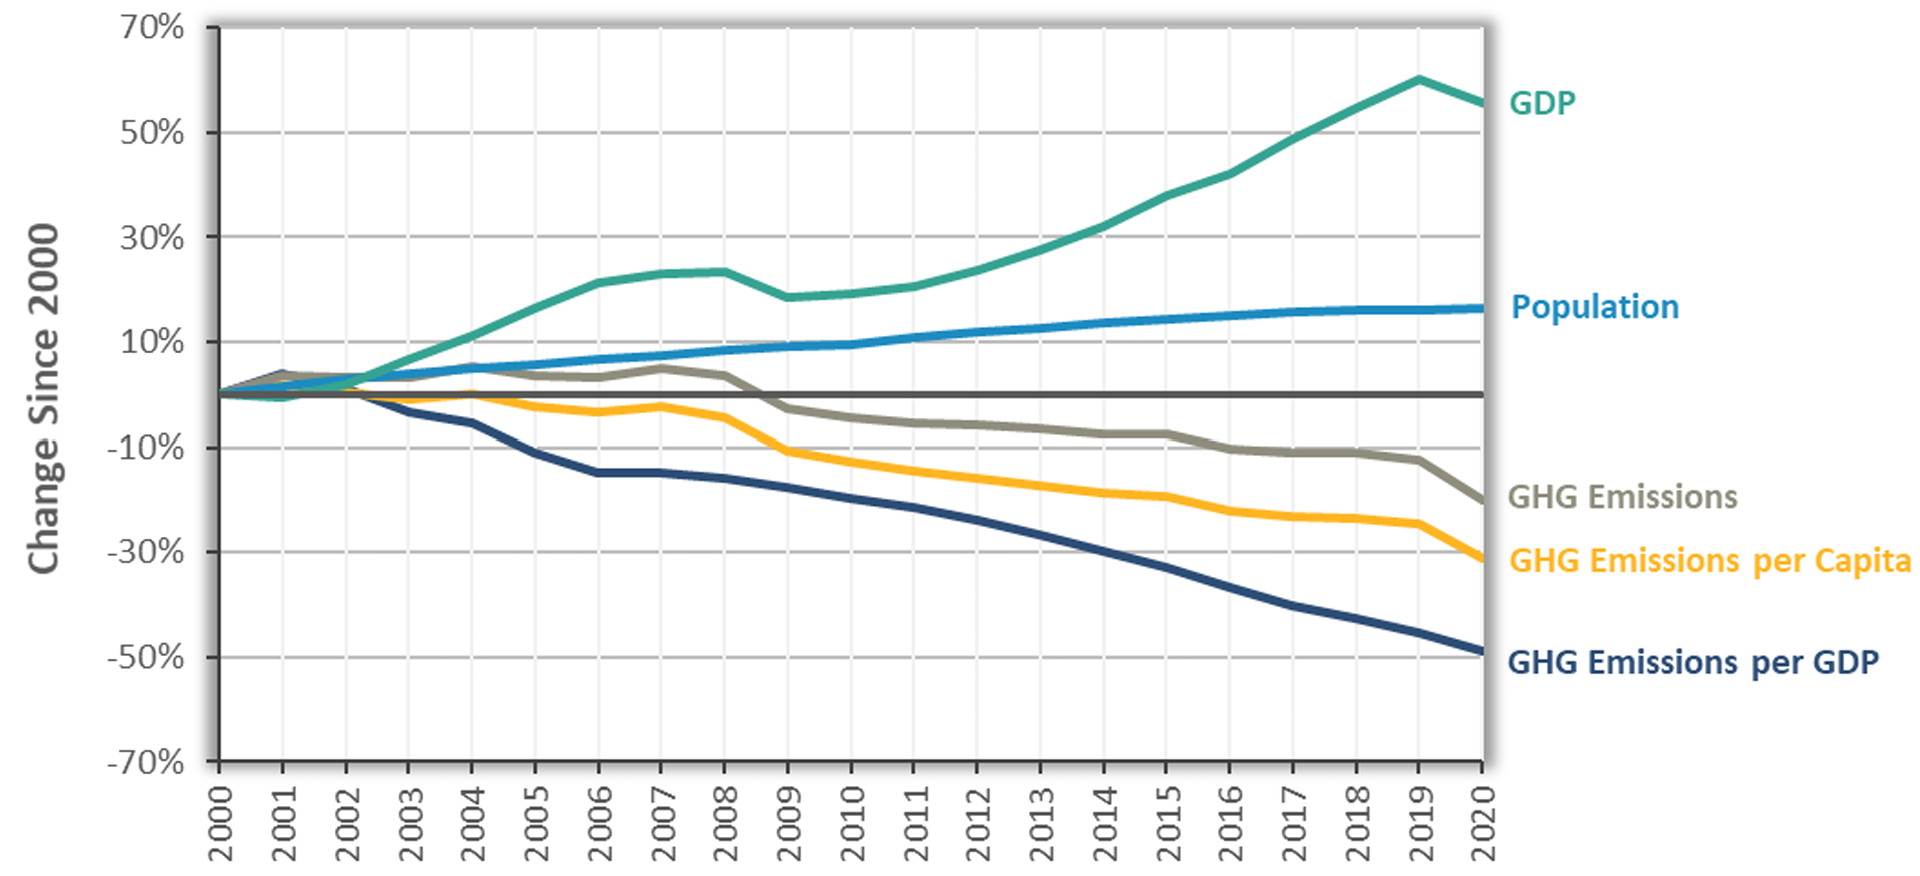 70%
50%
30%
10%
-10%
-30%
-50%
-70%
Change Since 2000
GDP
Population
GHG Emissions
GHG Emissions per Capita
GHG Emissions per GDP
2000 2001 2002 2003 2004 2005 2006 2007 2008 2009 2010 2011 2012 2013 2014 2015 2016 2017 2018 2019 2020